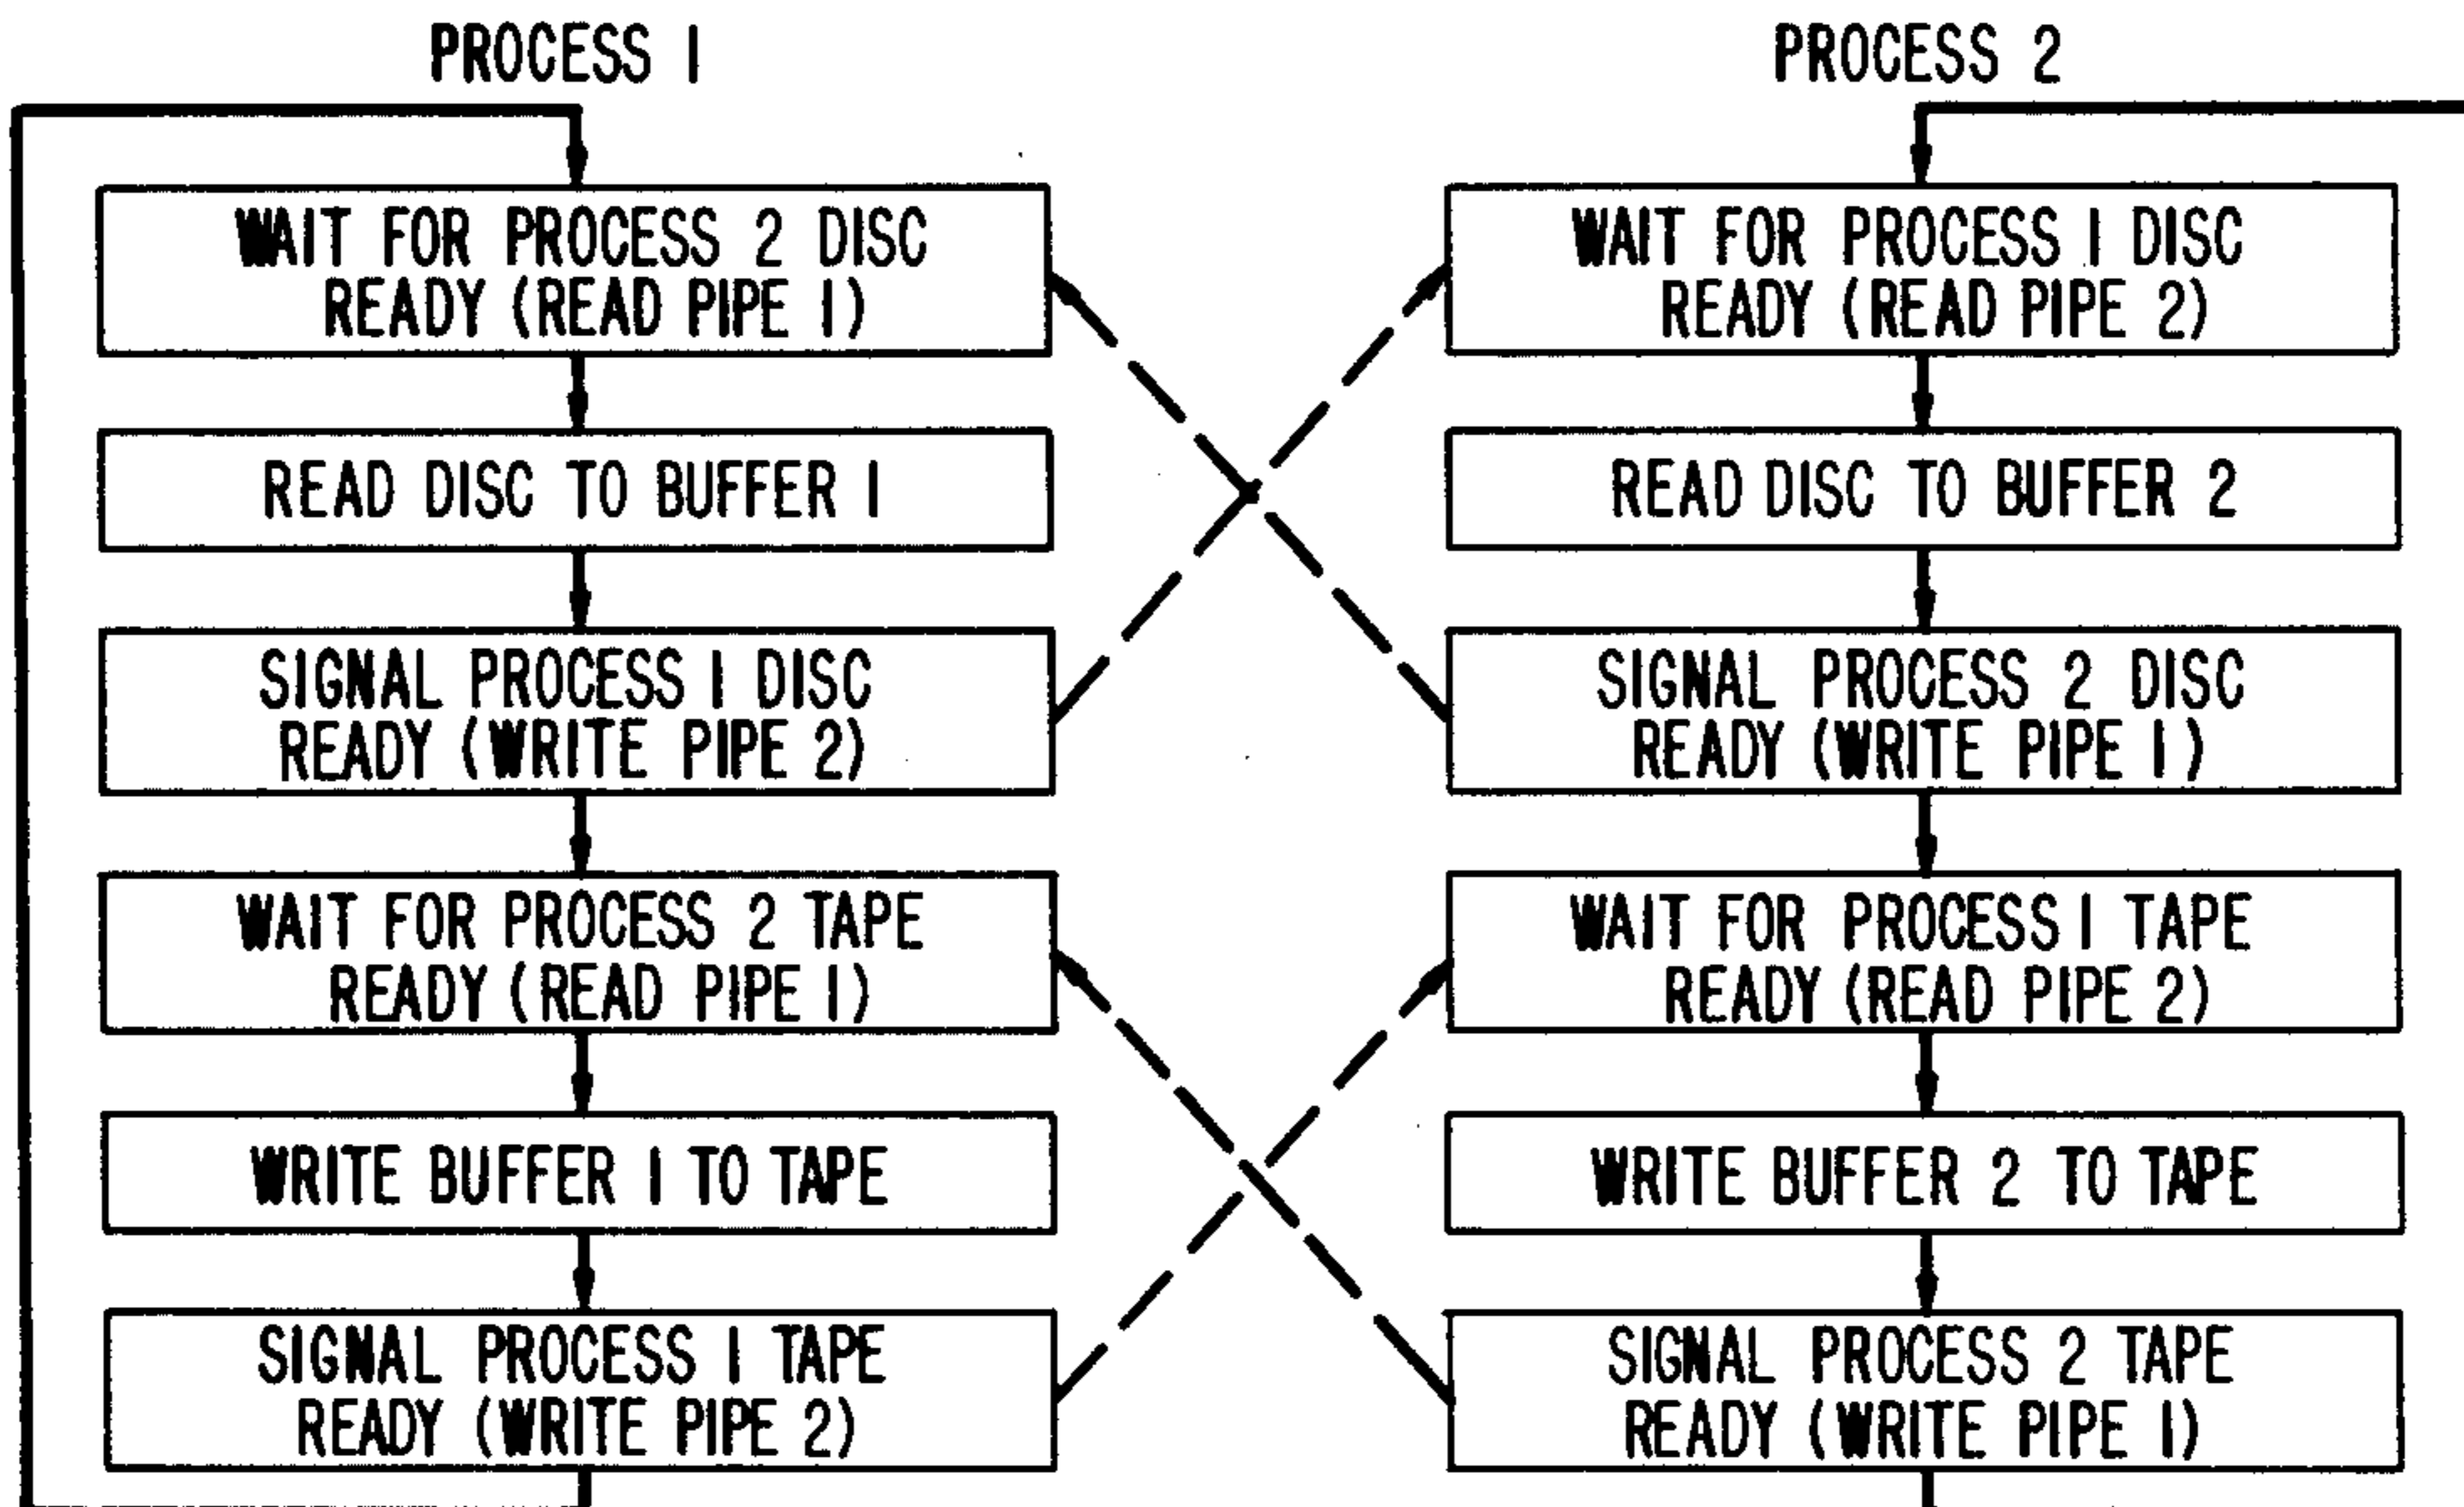 PROCESS 1
WAIT FOR PROCESS 2 DISC
READY (READ PIPE 1)
READ DISC TO BUFFER 1
SIGNAL PROCESS 1 DISC
READY (WRITE PIPE 2)
WAIT FOR PROCESS 2 TAPE
READY (READ PIPE 1)
WRITE BUFFER 1 TO TAPE
SIGNAL PROCESS 1 TAPE
READY (WRITE PIPE 2)
PROCESS 2
WAIT FOR PROCESS 1 DISC
READY (READ PIPE 2)
READ DISC TO BUFFER 2
SIGNAL PROCESS 2 DISC
READY (WRITE PIPE 1)
WAIT FOR PROCESS 1 TAPE
READY (READ PIPE 2)
WRITE BUFFER 2 TO TAPE
SIGNAL PROCESS 2 TAPE
READY (WRITE PIPE 1)